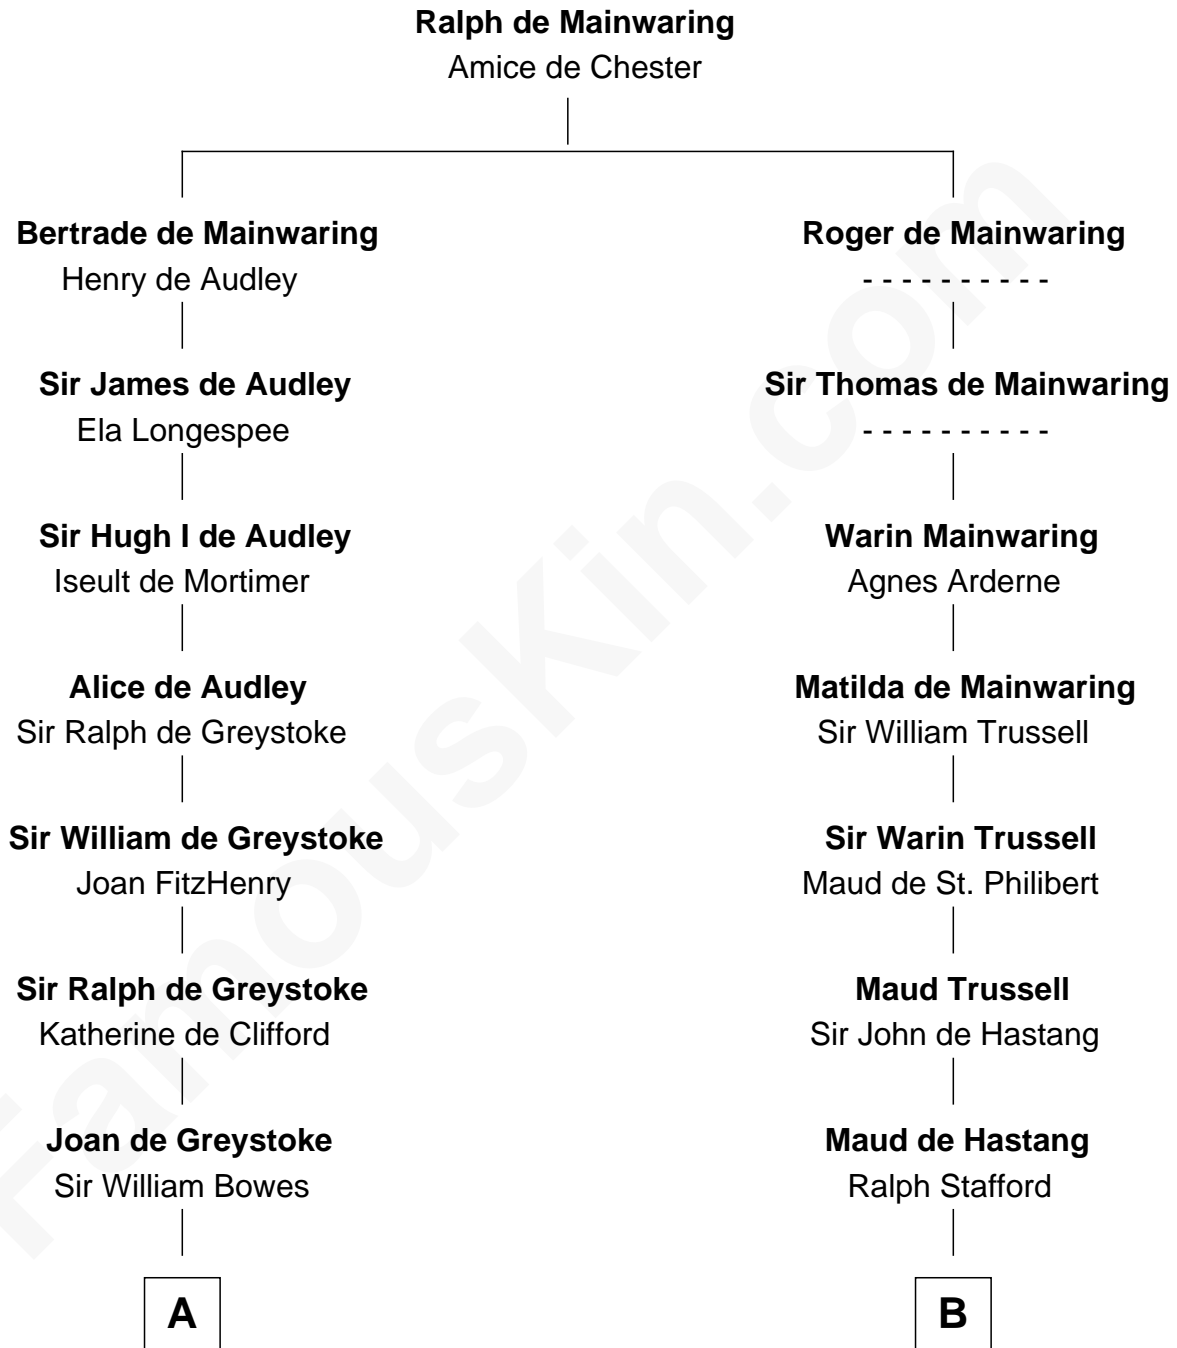 Ralph de Mainwaring
Amice de Chester
Bertrade de Mainwaring
Henry de Audley
Roger de Mainwaring
- - - - - - - - - -
Sir James de Audley
Ela Longespee
Sir Thomas de Mainwaring
- - - - - - - - - -
Sir Hugh I de Audley
Iseult de Mortimer
Warin Mainwaring
Agnes Arderne
Alice de Audley
Sir Ralph de Greystoke
Matilda de Mainwaring
Sir William Trussell
Sir William de Greystoke
Joan FitzHenry
Sir Warin Trussell
Maud de St. Philibert
Sir Ralph de Greystoke
Katherine de Clifford
Maud Trussell
Sir John de Hastang
Joan de Greystoke
Sir William Bowes
Maud de Hastang
Ralph Stafford
A
B
FamousKin.com